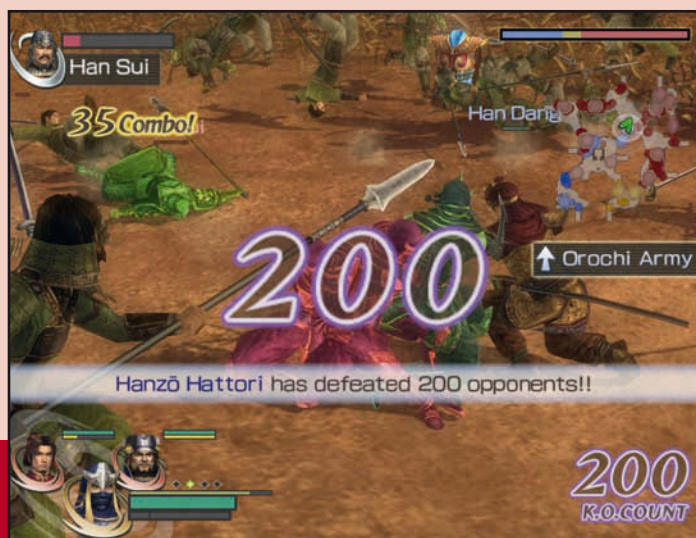 Han Sui
35 Combo!
Han Dang
200
Orochi Army
Hanzō Hattori has defeated 200 opponents!!
200
K.O.COUNT